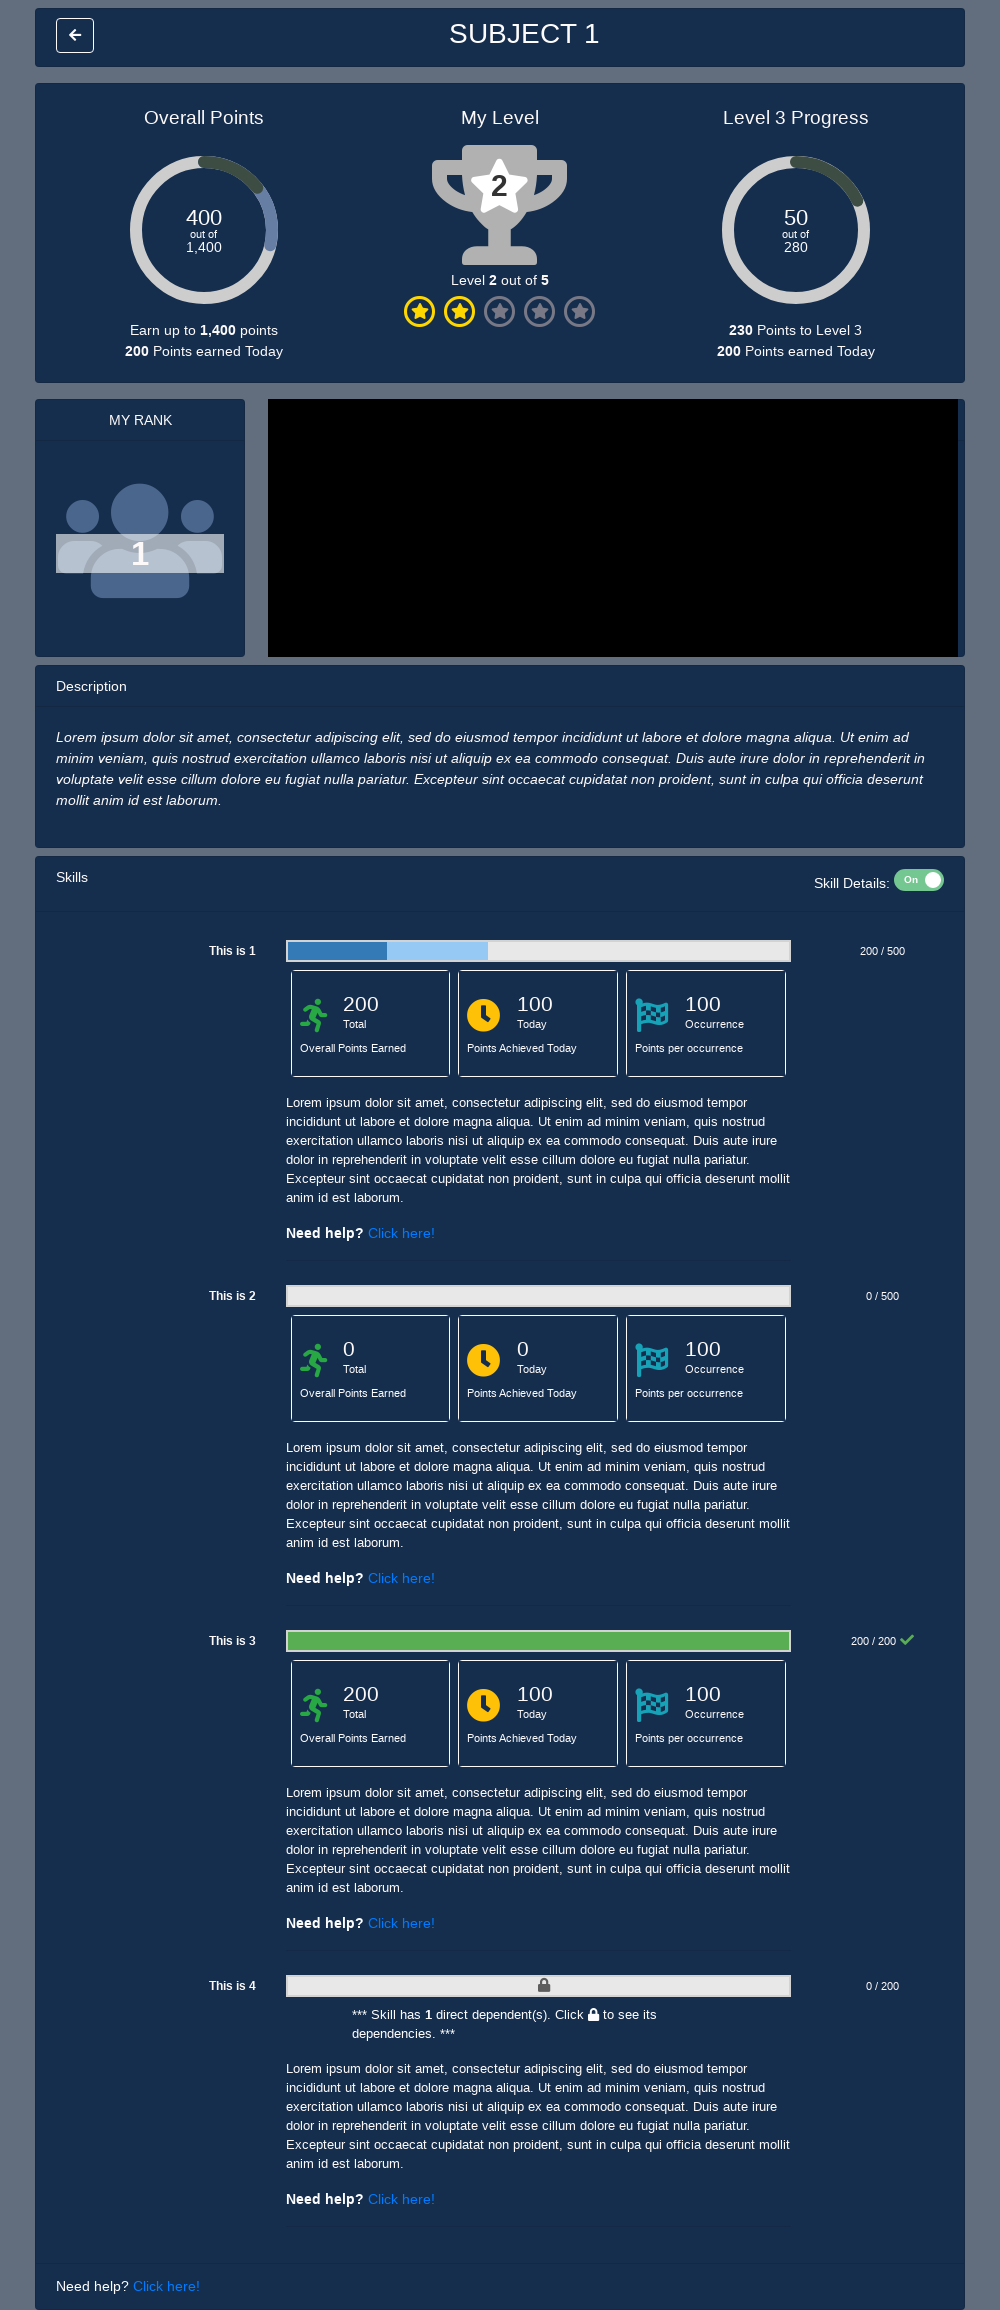 SUBJECT 1
Overall Points
My Level
Level 3 Progress
400
out of
1,400
2
50
out of
280
Level 2 out of 5
Earn up to 1,400 points
200 Points earned Today
230 Points to Level 3
200 Points earned Today
MY RANK
1
Description
Lorem ipsum dolor sit amet, consectetur adipiscing elit, sed do eiusmod tempor incididunt ut labore et dolore magna aliqua. Ut enim ad
minim veniam, quis nostrud exercitation ullamco laboris nisi ut aliquip ex ea commodo consequat. Duis aute irure dolor in reprehenderit in
voluptate velit esse cillum dolore eu fugiat nulla pariatur. Excepteur sint occaecat cupidatat non proident, sunt in culpa qui officia deserunt
mollit anim id est laborum.
Skills
Skill Details: On
This is 1
200 / 500
200
Total
Overall Points Earned
100
Today
Points Achieved Today
100
Occurrence
Points per occurrence
Lorem ipsum dolor sit amet, consectetur adipiscing elit, sed do eiusmod tempor
incididunt ut labore et dolore magna aliqua. Ut enim ad minim veniam, quis nostrud
exercitation ullamco laboris nisi ut aliquip ex ea commodo consequat. Duis aute irure
dolor in reprehenderit in voluptate velit esse cillum dolore eu fugiat nulla pariatur.
Excepteur sint occaecat cupidatat non proident, sunt in culpa qui officia deserunt mollit
anim id est laborum.
Need help? Click here!
This is 2
0 / 500
0
Total
Overall Points Earned
0
Today
Points Achieved Today
100
Occurrence
Points per occurrence
Lorem ipsum dolor sit amet, consectetur adipiscing elit, sed do eiusmod tempor
incididunt ut labore et dolore magna aliqua. Ut enim ad minim veniam, quis nostrud
exercitation ullamco laboris nisi ut aliquip ex ea commodo consequat. Duis aute irure
dolor in reprehenderit in voluptate velit esse cillum dolore eu fugiat nulla pariatur.
Excepteur sint occaecat cupidatat non proident, sunt in culpa qui officia deserunt mollit
anim id est laborum.
Need help? Click here!
This is 3
200 / 200
200
Total
Overall Points Earned
100
Today
Points Achieved Today
100
Occurrence
Points per occurrence
Lorem ipsum dolor sit amet, consectetur adipiscing elit, sed do eiusmod tempor
incididunt ut labore et dolore magna aliqua. Ut enim ad minim veniam, quis nostrud
exercitation ullamco laboris nisi ut aliquip ex ea commodo consequat. Duis aute irure
dolor in reprehenderit in voluptate velit esse cillum dolore eu fugiat nulla pariatur.
Excepteur sint occaecat cupidatat non proident, sunt in culpa qui officia deserunt mollit
anim id est laborum.
Need help? Click here!
This is 4
0 / 200
*** Skill has 1 direct dependent(s). Click to see its
dependencies. ***
Lorem ipsum dolor sit amet, consectetur adipiscing elit, sed do eiusmod tempor
incididunt ut labore et dolore magna aliqua. Ut enim ad minim veniam, quis nostrud
exercitation ullamco laboris nisi ut aliquip ex ea commodo consequat. Duis aute irure
dolor in reprehenderit in voluptate velit esse cillum dolore eu fugiat nulla pariatur.
Excepteur sint occaecat cupidatat non proident, sunt in culpa qui officia deserunt mollit
anim id est laborum.
Need help? Click here!
Need help? Click here!